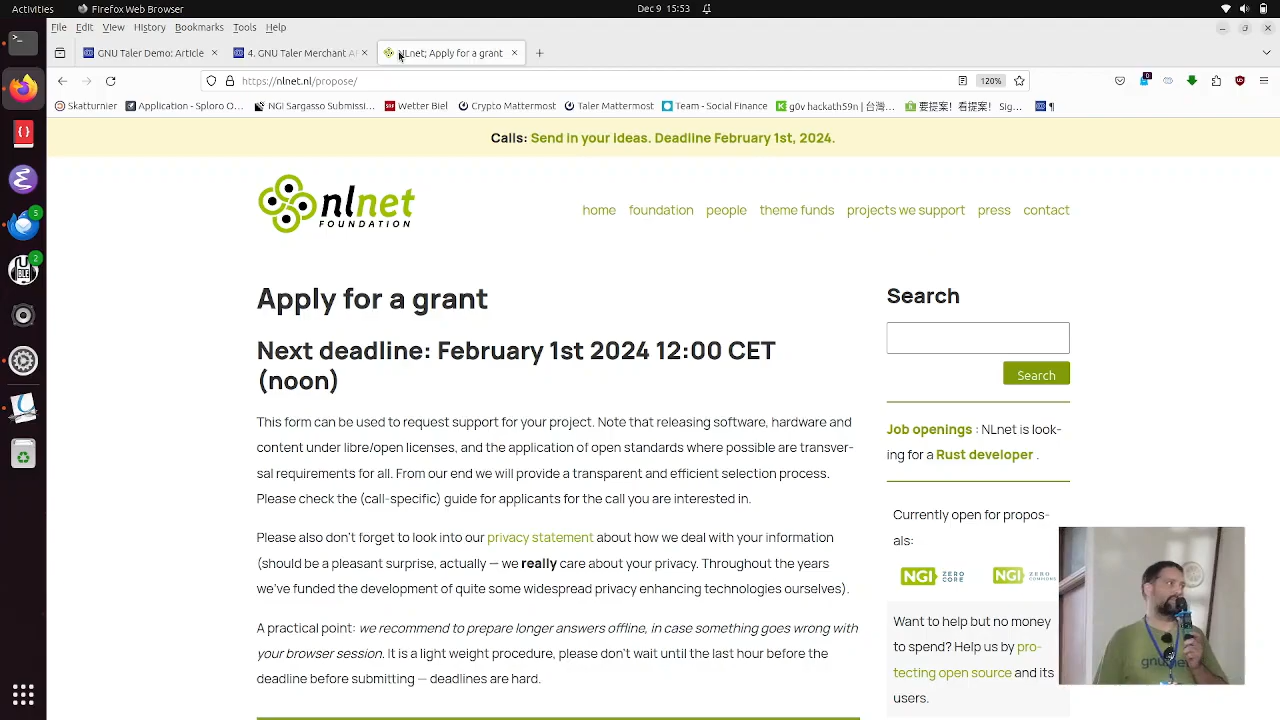 Activities
Firefox Web Browser
Dec 9 15:53
File Edit View History Bookmarks Tools Help
GNU Taler Demo: Article
4. GNU Taler Merchant AP
NLnet; Apply for a grant
https://nlnet.nl/propose/
120%
0
Skatturnier
Application - Sploro O...
NGI Sargasso Submissi...
SRF Wetter Biel
Crypto Mattermost
Taler Mattermost
Team - Social Finance
g0v hackath59n | 台灣...
要提案！看提案！ Sig...
¶
5
2
Calls: Send in your ideas. Deadline February 1st, 2024.
nlnet
FOUNDATION
home foundation people theme funds projects we support press contact
Apply for a grant
Next deadline: February 1st 2024 12:00 CET
(noon)
This form can be used to request support for your project. Note that releasing software, hardware and
content under libre/open licenses, and the application of open standards where possible are transver-
sal requirements for all. From our end we will provide a transparent and efficient selection process.
Please check the (call-specific) guide for applicants for the call you are interested in.
Please also don't forget to look into our privacy statement about how we deal with your information
(should be a pleasant surprise, actually — we really care about your privacy. Throughout the years
we've funded the development of quite some widespread privacy enhancing technologies ourselves).
A practical point: we recommend to prepare longer answers offline, in case something goes wrong with
your browser session. It is a light weight procedure, please don't wait until the last hour before the
deadline before submitting — deadlines are hard.
Search
Search
Job openings : NLnet is look-
ing for a Rust developer .
Currently open for propos-
als:
NGI ZERO CORE
NGI ZERO COMMONS
Want to help but no money
to spend? Help us by pro-
tecting open source and its
users.
gnunet